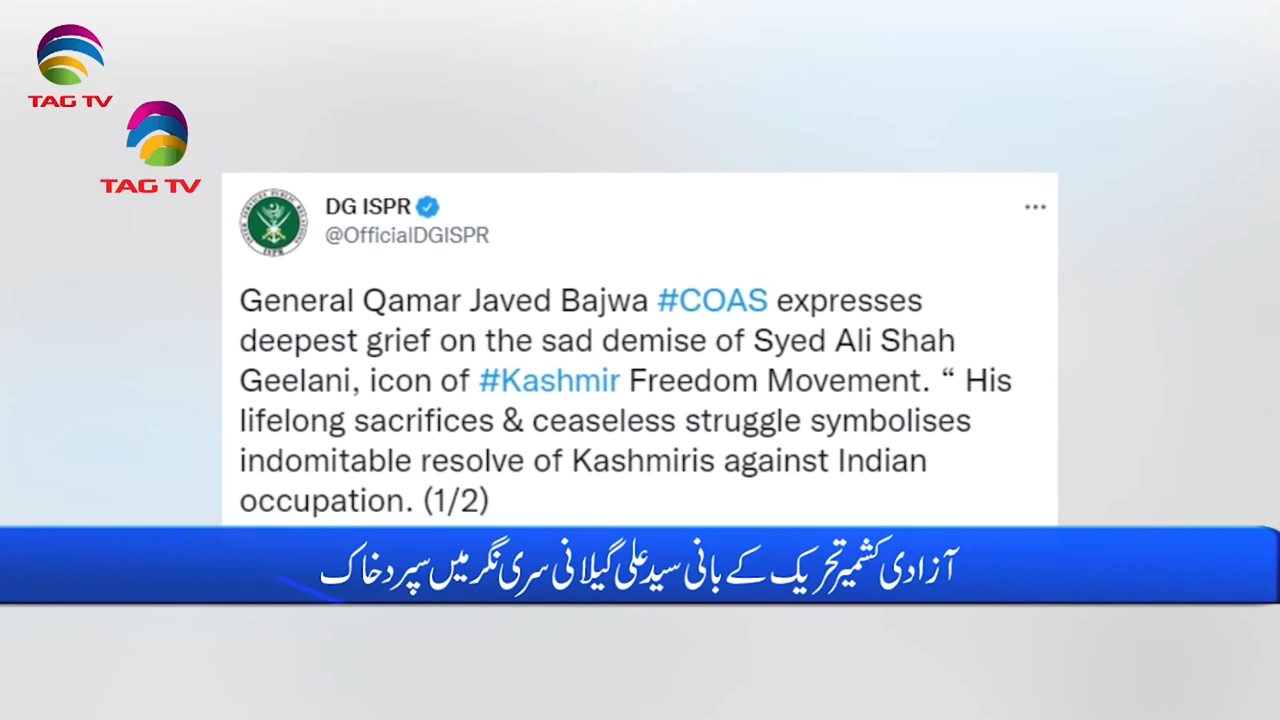 TAG TV
TAG TV
DG ISPR
@OfficialDGISPR
General Qamar Javed Bajwa #COAS expresses
deepest grief on the sad demise of Syed Ali Shah
Geelani, icon of #Kashmir Freedom Movement. “ His
lifelong sacrifices & ceaseless struggle symbolises
indomitable resolve of Kashmiris against Indian
occupation. (1/2)
آزادی کشمیر تحریک کے بانی سید علی گیلانی سری نگر میں سپرد خاک